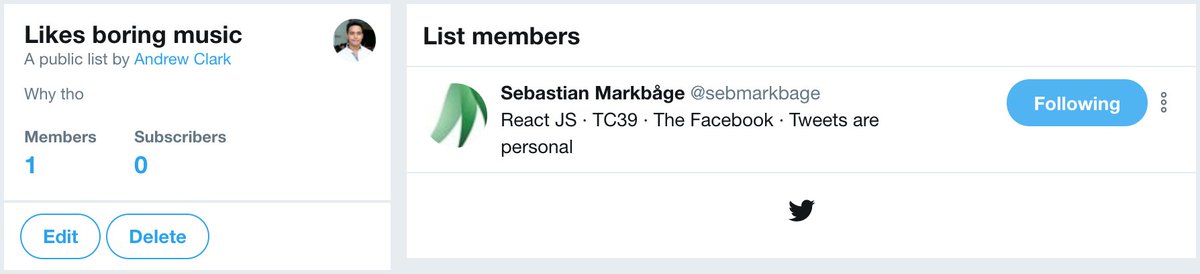 Likes boring music
A public list by Andrew Clark
Why tho
Members Subscribers
1 0
Edit Delete
List members
Sebastian Markbåge @sebmarkbage
React JS · TC39 · The Facebook · Tweets are
personal
Following